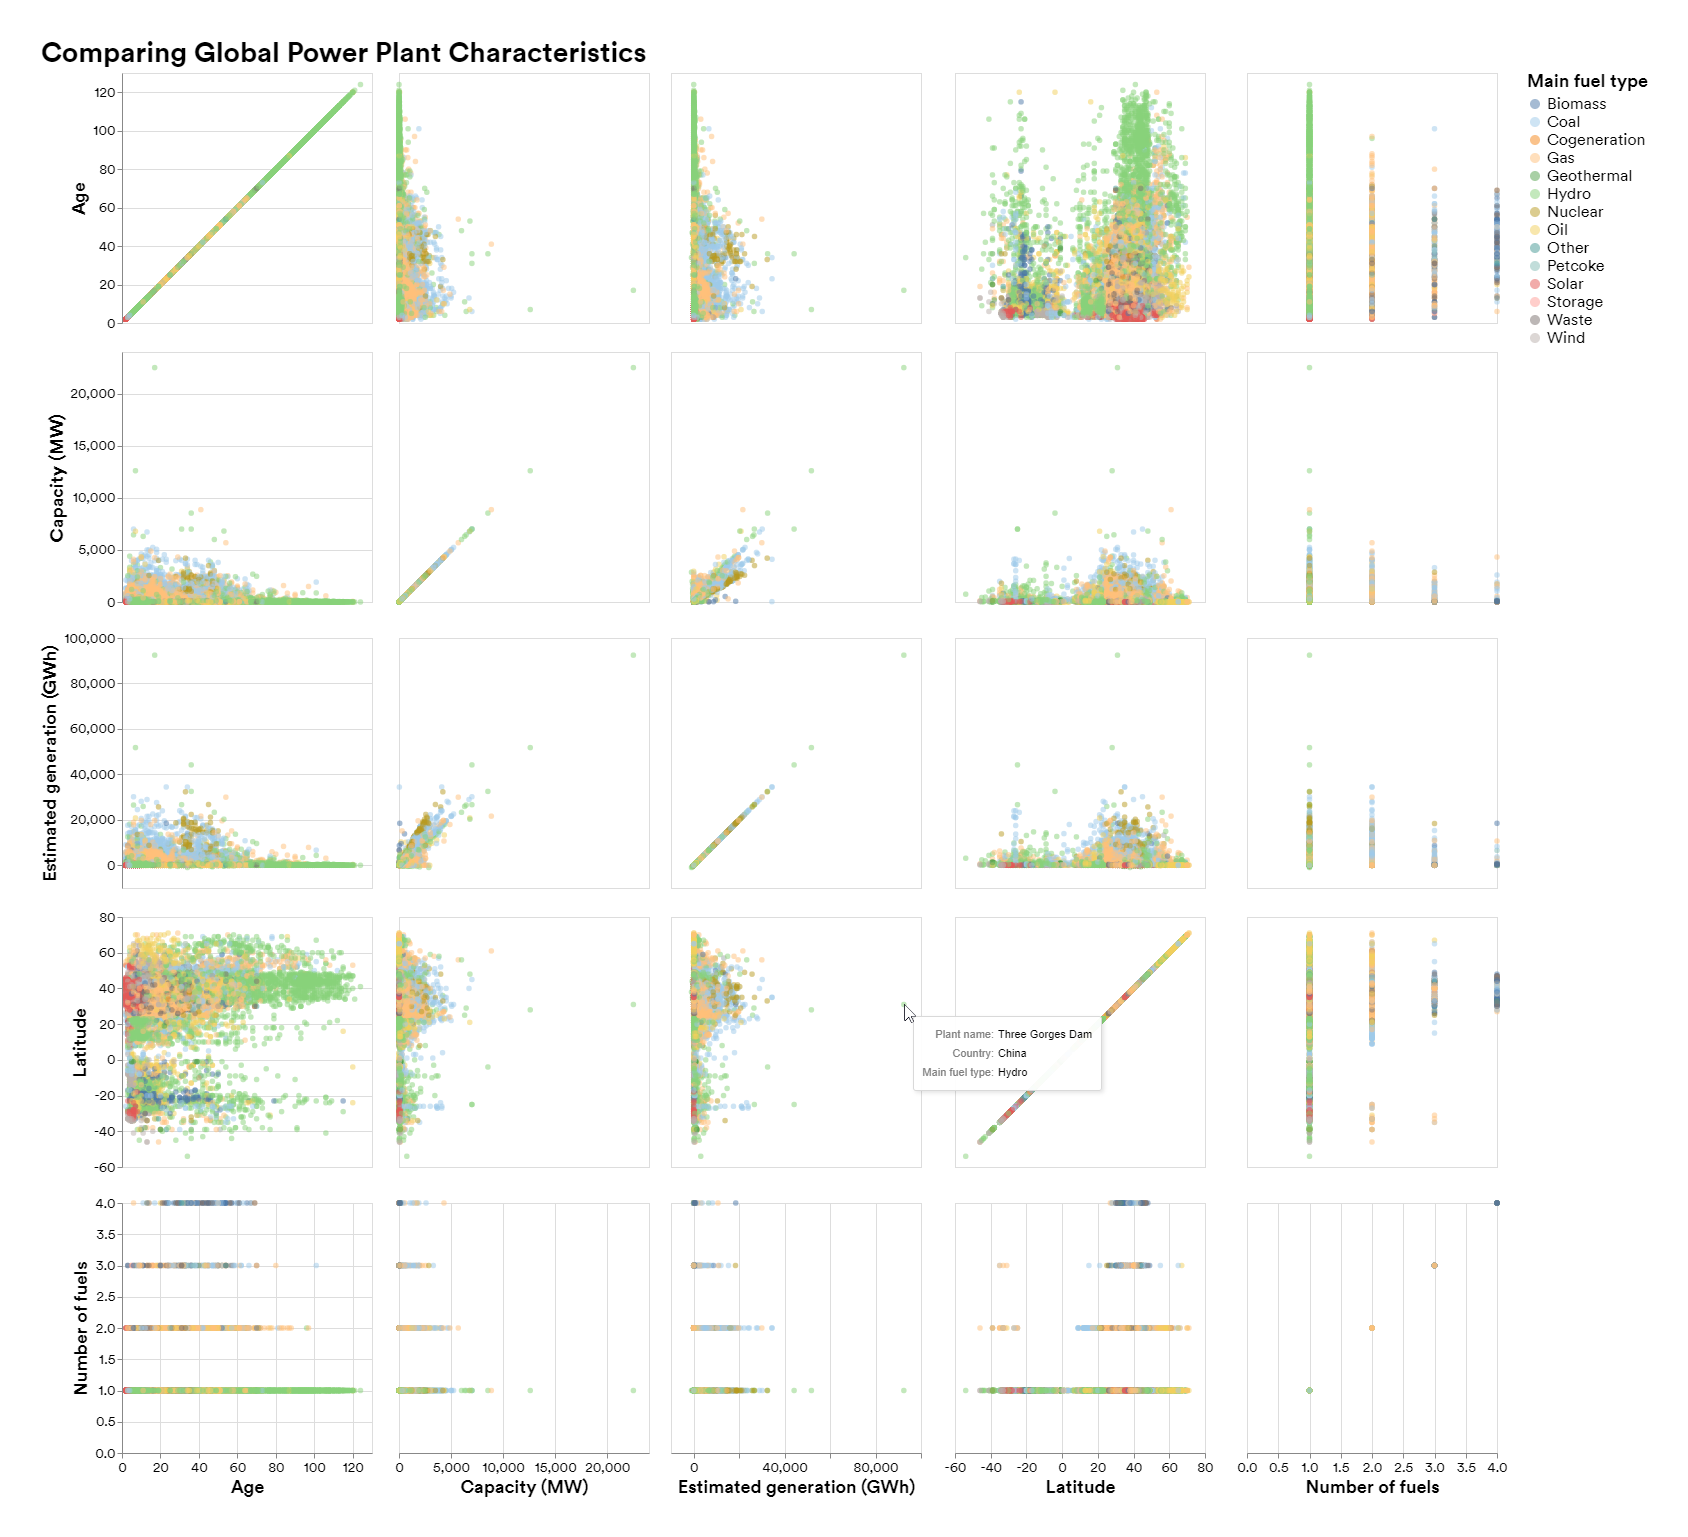 Comparing Global Power Plant Characteristics
Main fuel type
Biomass
Coal
Cogeneration
Gas
Geothermal
Hydro
Nuclear
Oil
Other
Petcoke
Solar
Storage
Waste
Wind
Age
120
100
80
60
40
20
0
Capacity (MW)
20,000
15,000
10,000
5,000
0
Estimated generation (GWh)
100,000
80,000
60,000
40,000
20,000
0
Latitude
80
60
40
20
0
-20
-40
-60
Plant name: Three Gorges Dam
Country: China
Main fuel type: Hydro
Number of fuels
4.0
3.5
3.0
2.5
2.0
1.5
1.0
0.5
0.0
0 20 40 60 80 100 120
0 5,000 10,000 15,000 20,000
0 40,000 80,000
-60 -40 -20 0 20 40 60 80
0.0 0.5 1.0 1.5 2.0 2.5 3.0 3.5 4.0
Age
Capacity (MW)
Estimated generation (GWh)
Latitude
Number of fuels